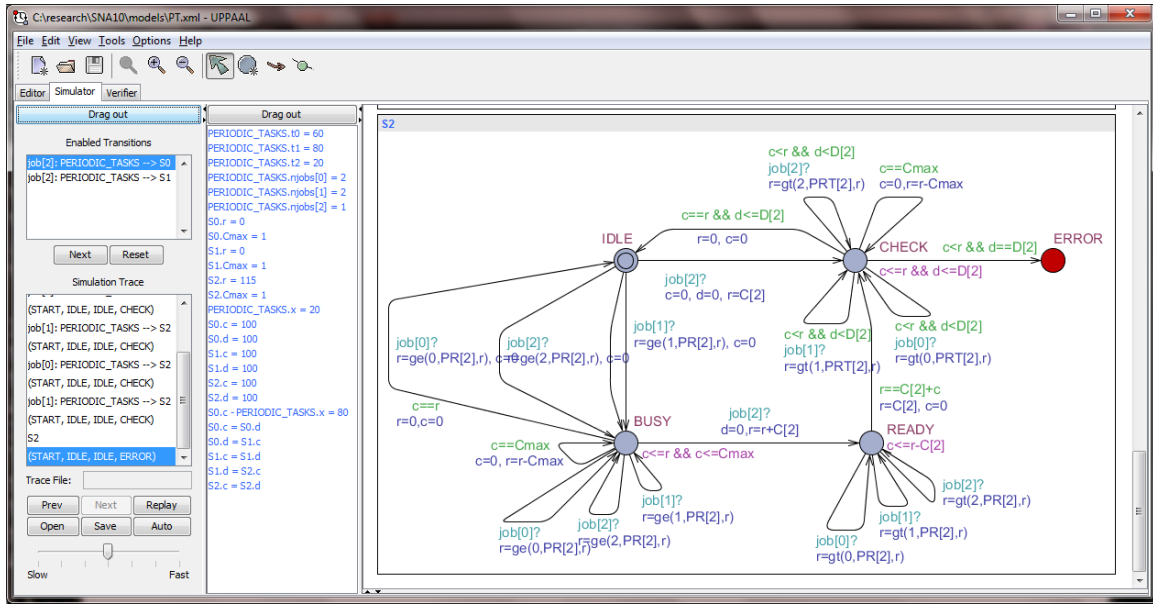 C:\research\SNA10\models\PT.xml - UPPAAL
File Edit View Tools Options Help
Editor Simulator Verifier
Drag out
Enabled Transitions
job[2]: PERIODIC_TASKS --> S0
job[2]: PERIODIC_TASKS --> S1
Next Reset
Simulation Trace
(START, IDLE, IDLE, CHECK)
job[1]: PERIODIC_TASKS --> S2
(START, IDLE, IDLE, CHECK)
job[0]: PERIODIC_TASKS --> S2
(START, IDLE, IDLE, CHECK)
job[1]: PERIODIC_TASKS --> S2
(START, IDLE, IDLE, CHECK)
S2
(START, IDLE, IDLE, ERROR)
Trace File:
Prev Next Replay
Open Save Auto
Slow Fast
Drag out
PERIODIC_TASKS.t0 = 60
PERIODIC_TASKS.t1 = 80
PERIODIC_TASKS.t2 = 20
PERIODIC_TASKS.njobs[0] = 2
PERIODIC_TASKS.njobs[1] = 2
PERIODIC_TASKS.njobs[2] = 1
S0.r = 0
S0.Cmax = 1
S1.r = 0
S1.Cmax = 1
S2.r = 115
S2.Cmax = 1
PERIODIC_TASKS.x = 20
S0.c = 100
S0.d = 100
S1.c = 100
S1.d = 100
S2.c = 100
S2.d = 100
S0.c - PERIODIC_TASKS.x = 80
S0.c = S0.d
S0.d = S1.c
S1.c = S1.d
S1.d = S2.c
S2.c = S2.d
S2
c<r && d<D[2]
job[2]?
r=gt(2,PRT[2],r)
c==Cmax
c=0,r=r-Cmax
c==r && d<=D[2]
r=0, c=0
IDLE
CHECK
c<r && d==D[2]
ERROR
c<=r && d<=D[2]
job[2]?
c=0, d=0, r=C[2]
job[0]?
r=ge(0,PR[2],r), c=0
job[2]?
r=ge(2,PR[2],r), c=0
job[1]?
r=ge(1,PR[2],r), c=0
c<r && d<D[2]
job[1]?
r=gt(1,PRT[2],r)
c<r && d<D[2]
job[0]?
r=gt(0,PRT[2],r)
c==r
r=0,c=0
r==C[2]+c
r=C[2], c=0
BUSY
c<=r && c<=Cmax
job[2]?
d=0,r=r+C[2]
READY
c<=r-C[2]
c==Cmax
c=0, r=r-Cmax
job[1]?
r=ge(1,PR[2],r)
job[2]?
r=ge(2,PR[2],r)
job[0]?
r=ge(0,PR[2],r)
job[2]?
r=gt(2,PR[2],r)
job[1]?
r=gt(1,PR[2],r)
job[0]?
r=gt(0,PR[2],r)